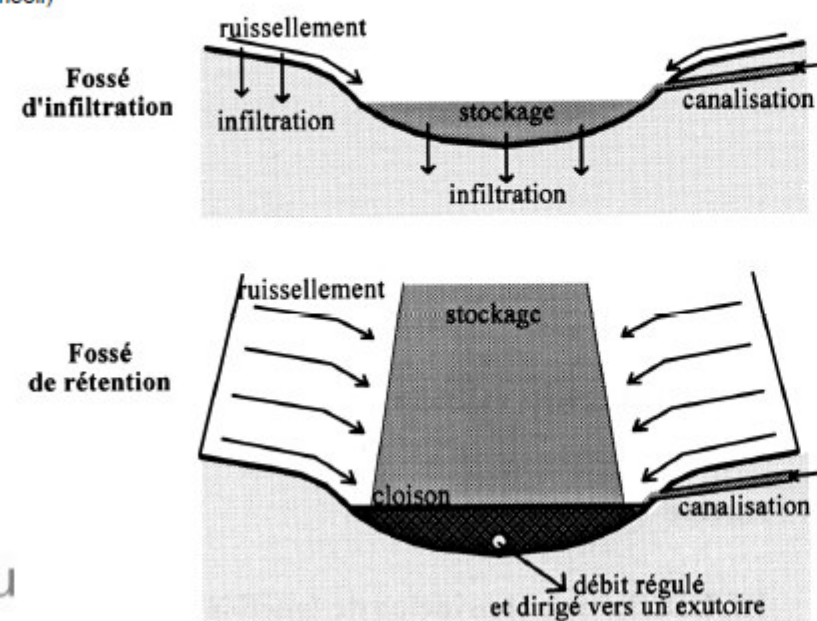 ruissellement
Fossé
d'infiltration
infiltration
stockage
canalisation
infiltration
ruissellement
stockage
Fossé
de rétention
cloison
canalisation
débit régulé
et dirigé vers un exutoire